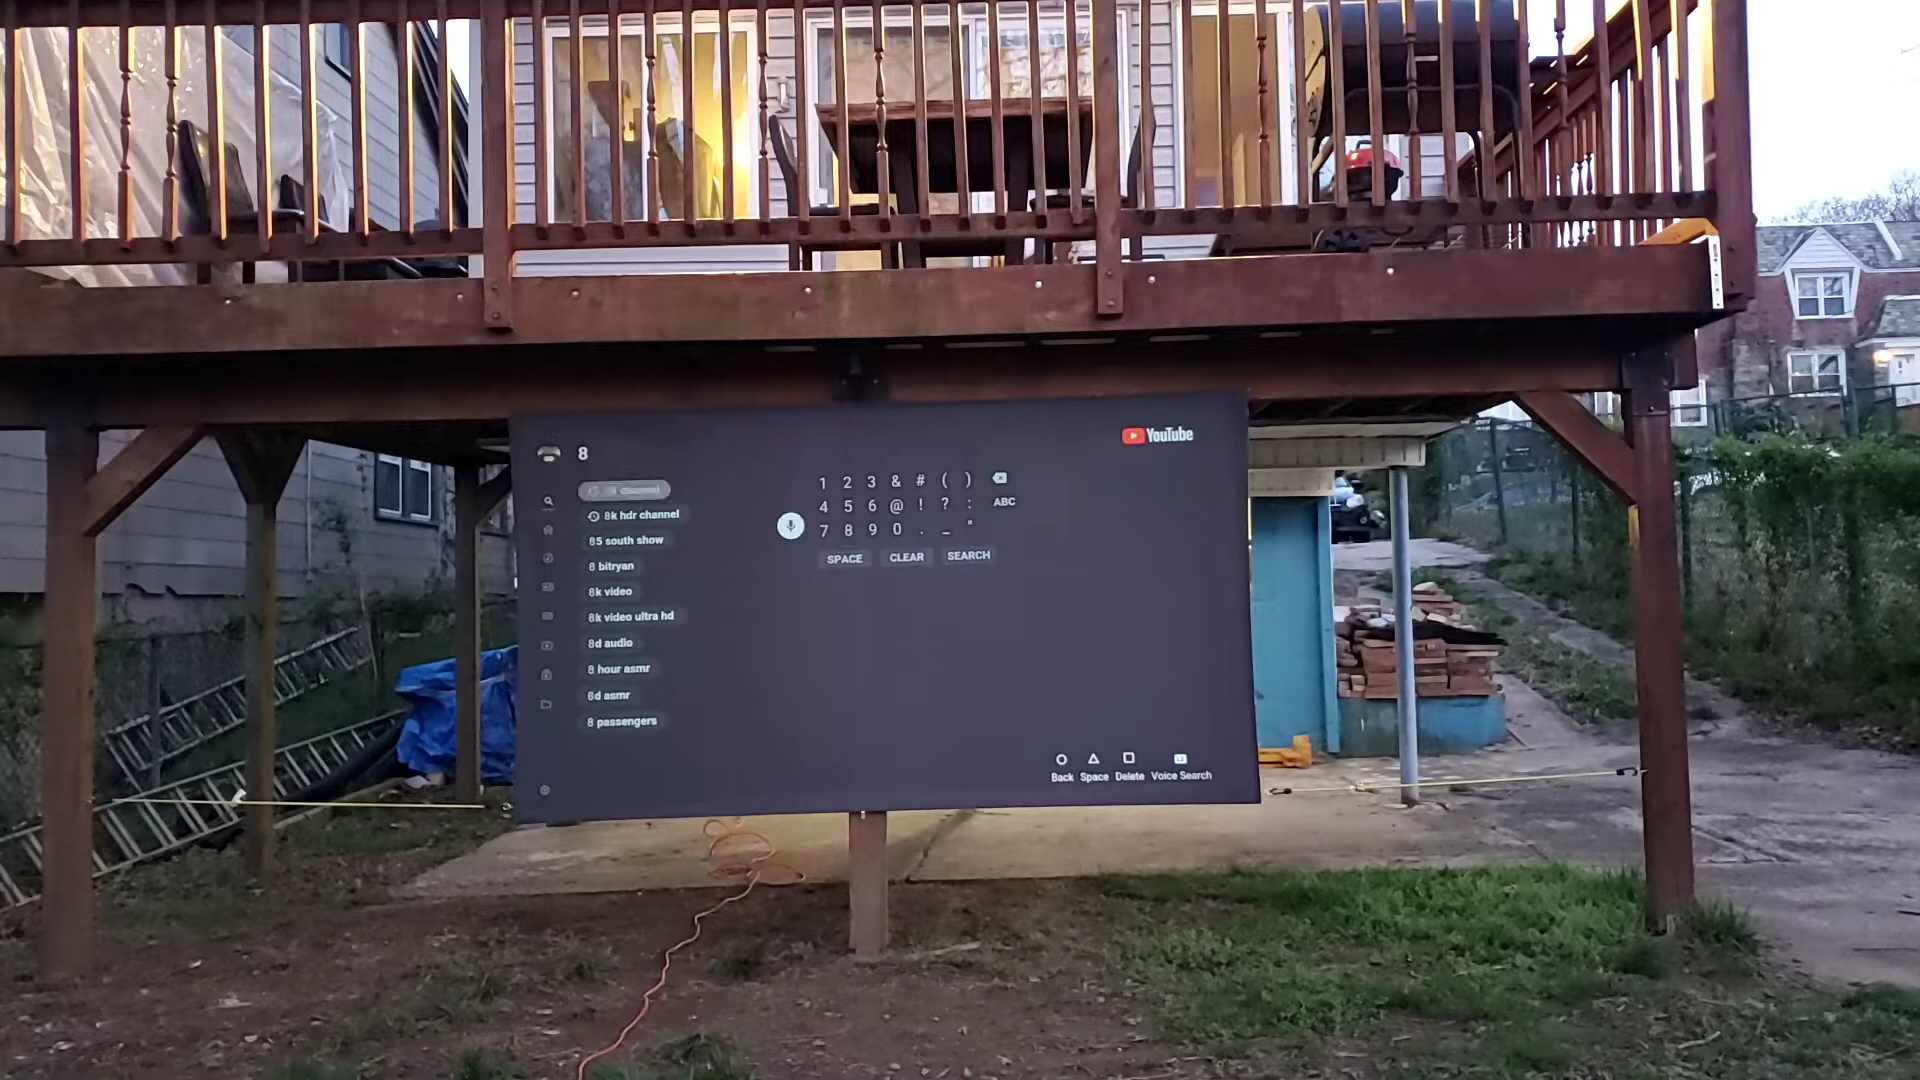 8
YouTube
8k hdr channel
85 south show
8 bitryan
8k video
8k video ultra hd
8d audio
8 hour asmr
8d asmr
8 passengers
1 2 3 & # ( )
4 5 6 @ ! ? : ABC
7 8 9 0 . _ "
SPACE CLEAR SEARCH
Back Space Delete Voice Search